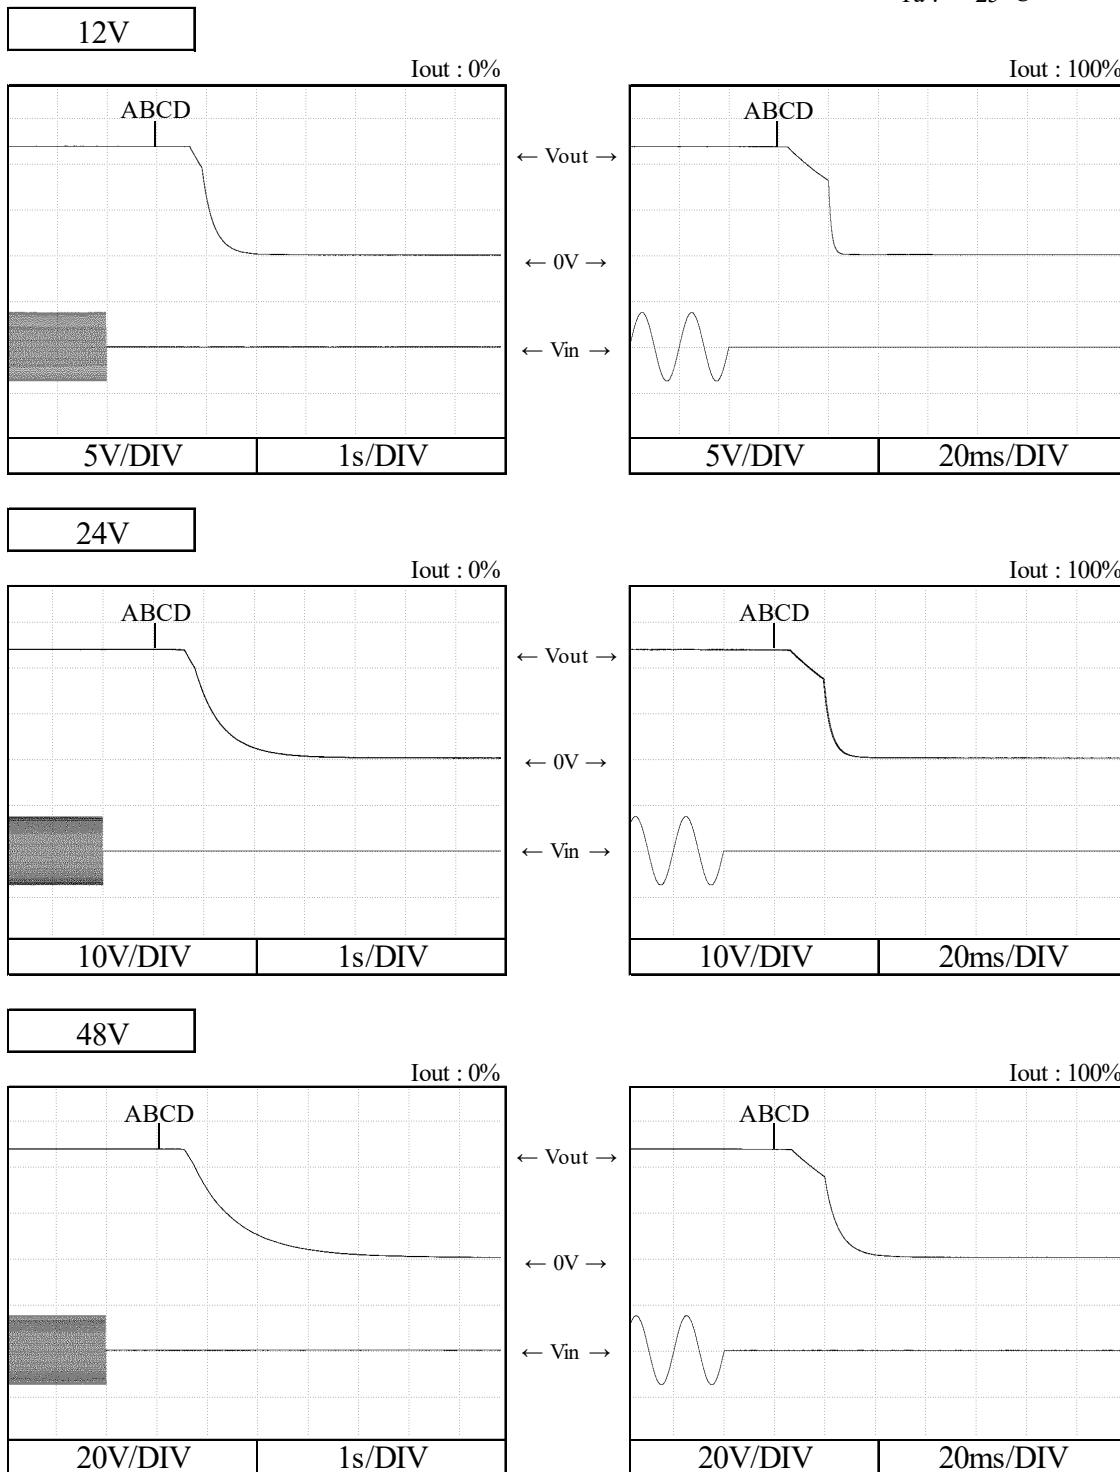 12V
Iout : 0%
Iout : 100%
ABCD
ABCD
← Vout →
← 0V →
← Vin →
5V/DIV 1s/DIV
5V/DIV 20ms/DIV
24V
Iout : 0%
Iout : 100%
ABCD
ABCD
← Vout →
← 0V →
← Vin →
10V/DIV 1s/DIV
10V/DIV 20ms/DIV
48V
Iout : 0%
Iout : 100%
ABCD
ABCD
← Vout →
← 0V →
← Vin →
20V/DIV 1s/DIV
20V/DIV 20ms/DIV